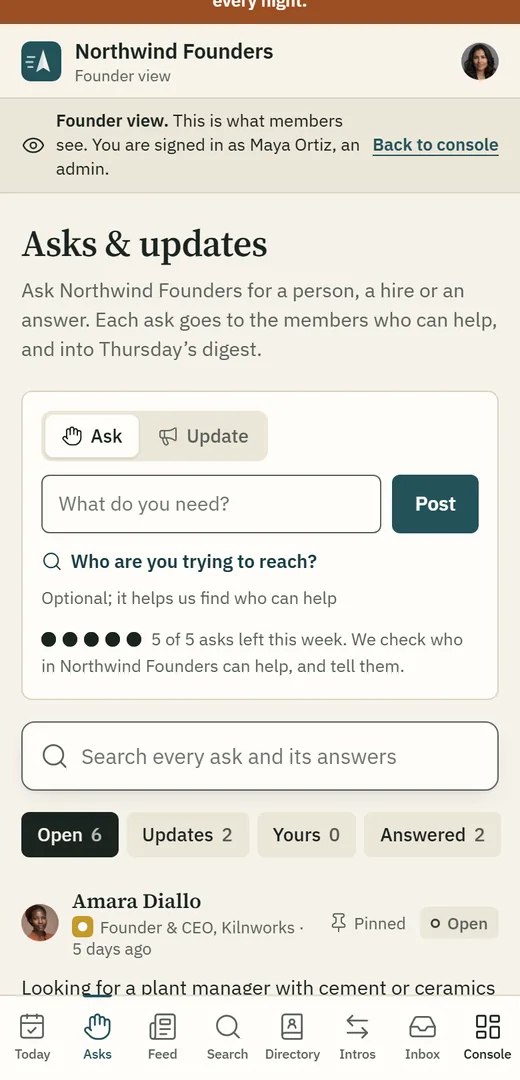 every night.
Northwind Founders
Founder view
Founder view. This is what members
see. You are signed in as Maya Ortiz, an
admin.
Back to console
Asks & updates
Ask Northwind Founders for a person, a hire or an
answer. Each ask goes to the members who can help,
and into Thursday’s digest.
Ask
Update
What do you need?
Post
Who are you trying to reach?
Optional; it helps us find who can help
5 of 5 asks left this week. We check who
in Northwind Founders can help, and tell them.
Search every ask and its answers
Open 6
Updates 2
Yours 0
Answered 2
Amara Diallo
Founder & CEO, Kilnworks ·
5 days ago
Pinned
Open
Looking for a plant manager with cement or ceramics
Today
Asks
Feed
Search
Directory
Intros
Inbox
Console